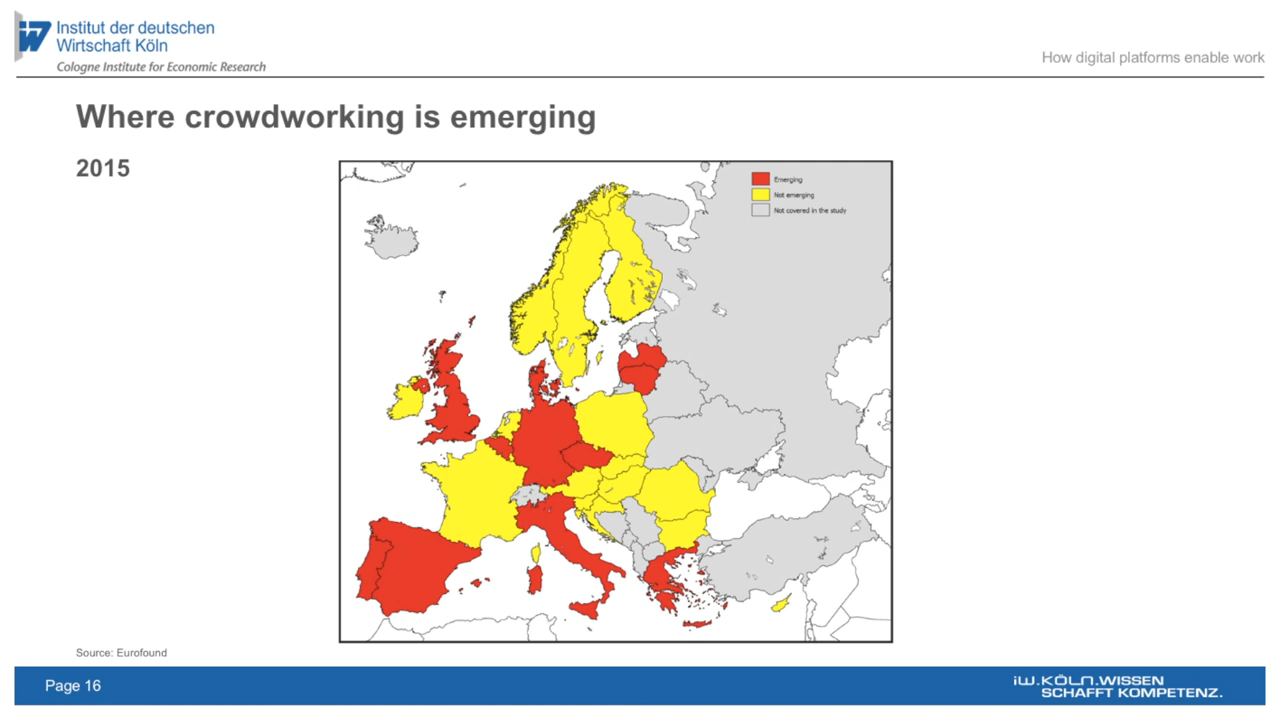 Institut der deutschen
Wirtschaft Köln
Cologne Institute for Economic Research
How digital platforms enable work
Where crowdworking is emerging
2015
Emerging
Not emerging
Not covered in the study
Source: Eurofound
Page 16
iW.KÖLN.WISSEN
SCHAFFT KOMPETENZ.